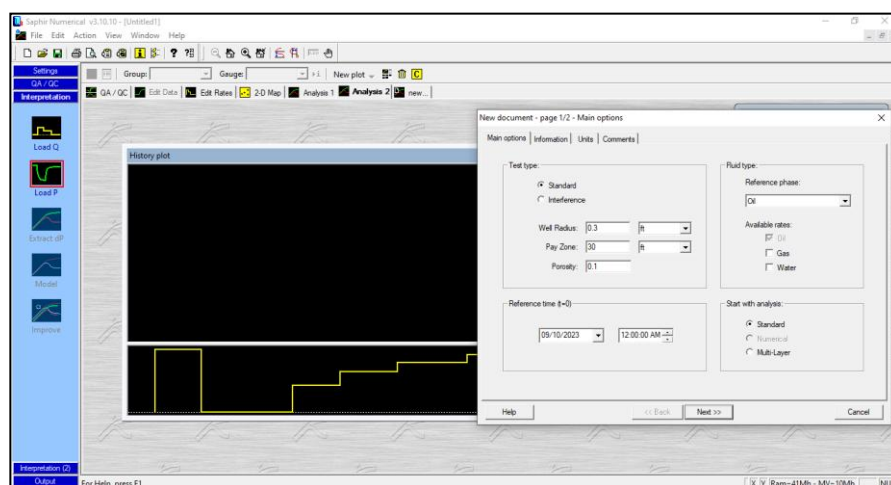 Saphir Numerical v3.10.10 - [Untitled1]
File Edit Action View Window Help
Settings
QA / QC
Interpretation
Group: Gauge: New plot
QA / QC Edit Data Edit Rates 2-D Map Analysis 1 Analysis 2 new...
Load Q
Load P
Extract dP
Model
Improve
Interpretation (2)
Output
History plot
New document - page 1/2 - Main options
Main options Information Units Comments
Test type:
Standard
Interference
Well Radius: 0.3 ft
Pay Zone: 30 ft
Porosity: 0.1
Fluid type:
Reference phase:
Oil
Available rates:
Oil
Gas
Water
Reference time (t=0)
09/10/2023 12:00:00 AM
Start with analysis:
Standard
Numerical
Multi-Layer
Help << Back Next >> Cancel
For Help, press F1
X Y Ram=41Mb - MV=10Mb NU